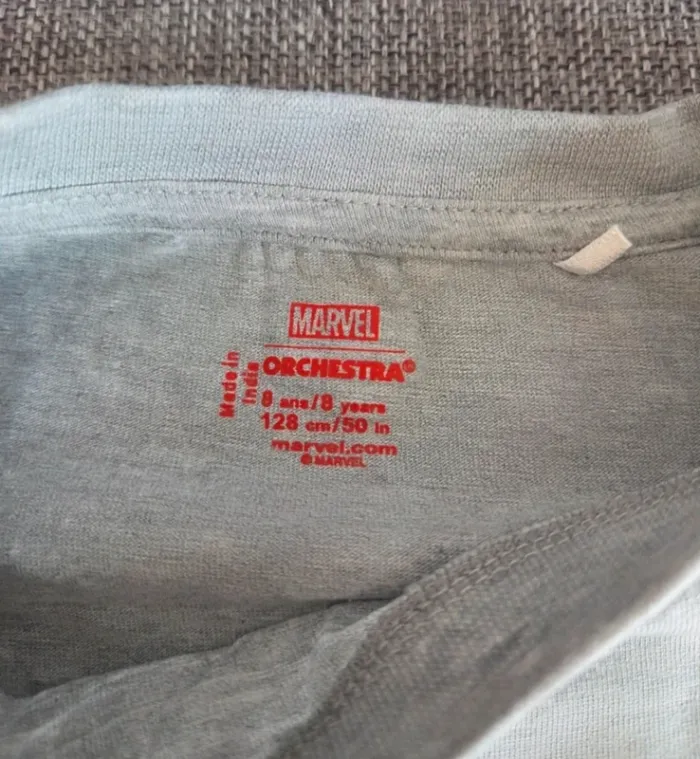 MARVEL
ORCHESTRA®
Made in
India
8 ans/8 years
128 cm/50 in
marvel.com
©MARVEL